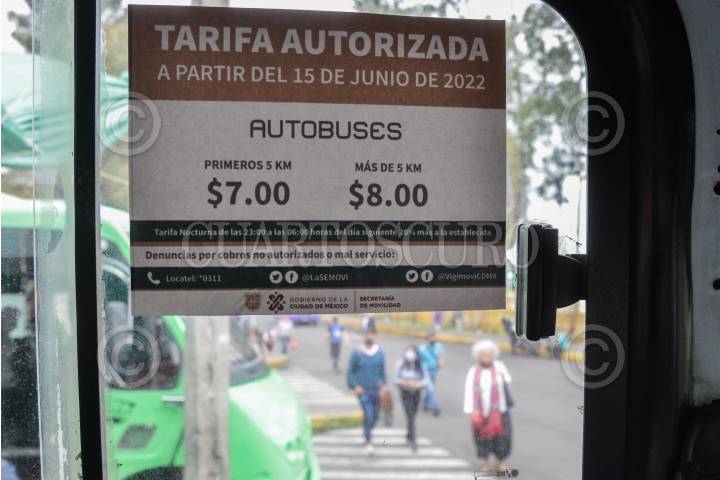 TARIFA AUTORIZADA
A PARTIR DEL 15 DE JUNIO DE 2022
AUTOBUSES
PRIMEROS 5 KM
$7.00
MÁS DE 5 KM
$8.00
Tarifa Nocturna de las 23:00 a las 06:00 horas del día siguiente 20% más a la establecida
CUARTOSCURO
Denuncias por cobros no autorizados o mal servicio:
Locatel: *0311 @LaSEMOVI @VigimoviCDMX
GOBIERNO DE LA CIUDAD DE MÉXICO
SECRETARÍA DE MOVILIDAD